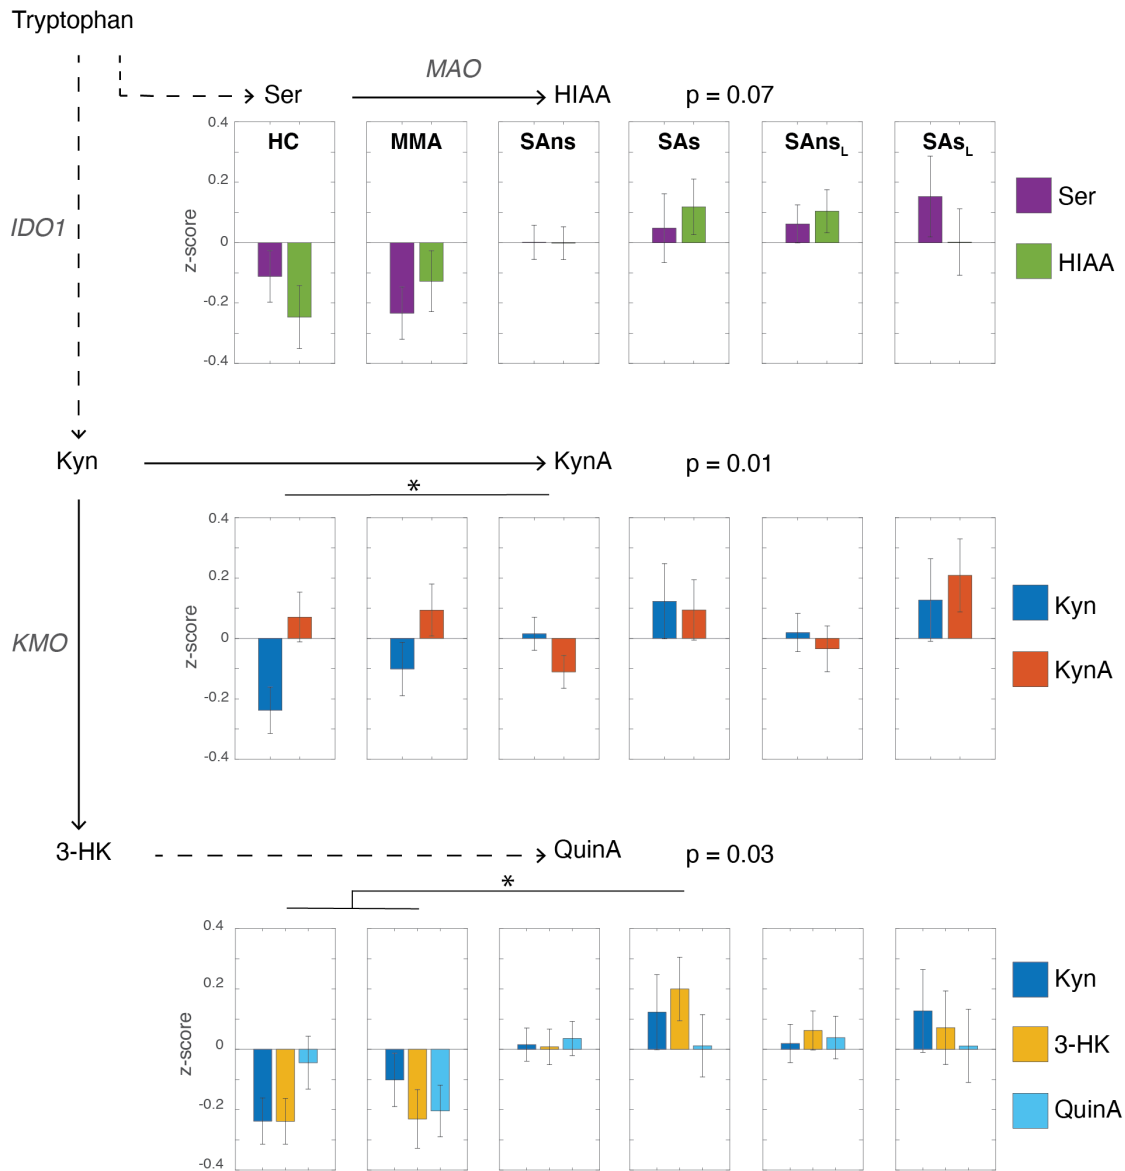 Tryptophan
MAO
Ser
HIAA
p = 0.07
0.4
HC
MMA
SAns
SAs
SAnsL
SAsL
0.2
Ser
IDO1
z-score
0
HIAA
-0.2
-0.4
Kyn
KynA
p = 0.01
*
0.4
0.2
Kyn
KMO
z-score
0
KynA
-0.2
-0.4
3-HK
QuinA
p = 0.03
*
0.4
Kyn
0.2
z-score
0
3-HK
-0.2
QuinA
-0.4